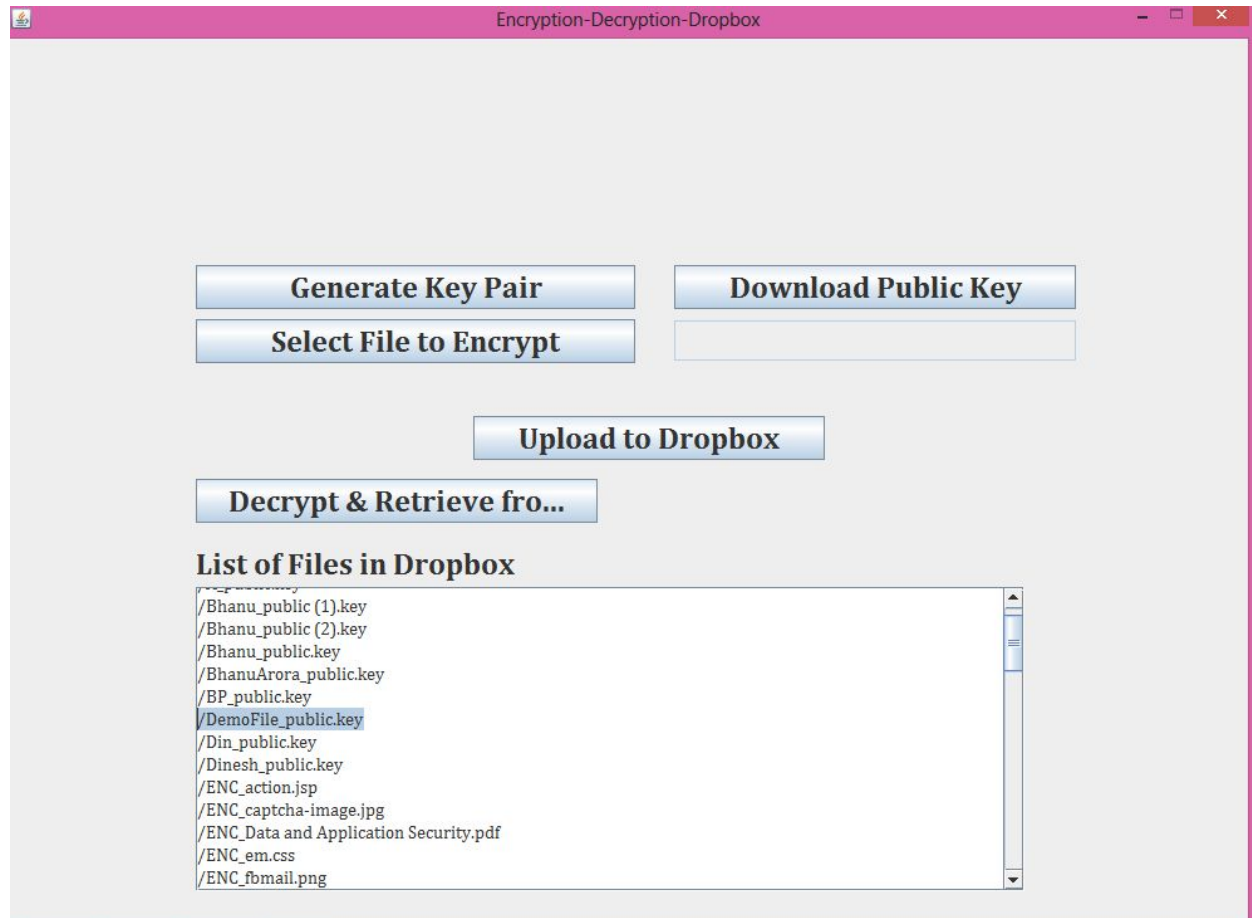 Encryption-Decryption-Dropbox
Generate Key Pair
Download Public Key
Select File to Encrypt
Upload to Dropbox
Decrypt & Retrieve fro...
List of Files in Dropbox
/Bhanu_public (1).key
/Bhanu_public (2).key
/Bhanu_public.key
/BhanuArora_public.key
/BP_public.key
/DemoFile_public.key
/Din_public.key
/Dinesh_public.key
/ENC_action.jsp
/ENC_captcha-image.jpg
/ENC_Data and Application Security.pdf
/ENC_em.css
/ENC_fbmail.png